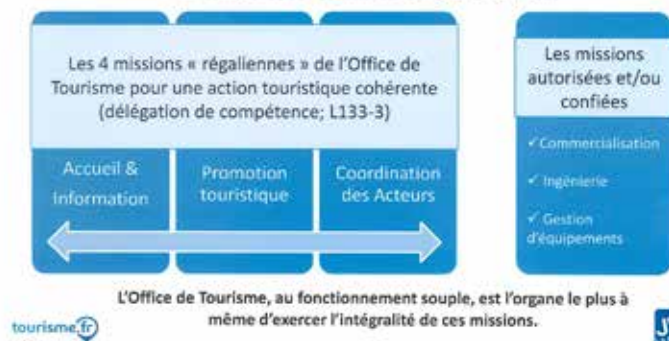 Les 4 missions « régaliennes » de l'Office de
Tourisme pour une action touristique cohérente
(délégation de compétence; L133-3)
Accueil &
Information
Promotion
touristique
Coordination
des Acteurs
Les missions
autorisées et/ou
confiées
✓Commercialisation
✓ Ingénierie
✓ Gestion
d'équipements
L'Office de Tourisme, au fonctionnement souple, est l'organe le plus à
même d'exercer l'intégralité de ces missions.
tourisme.fr